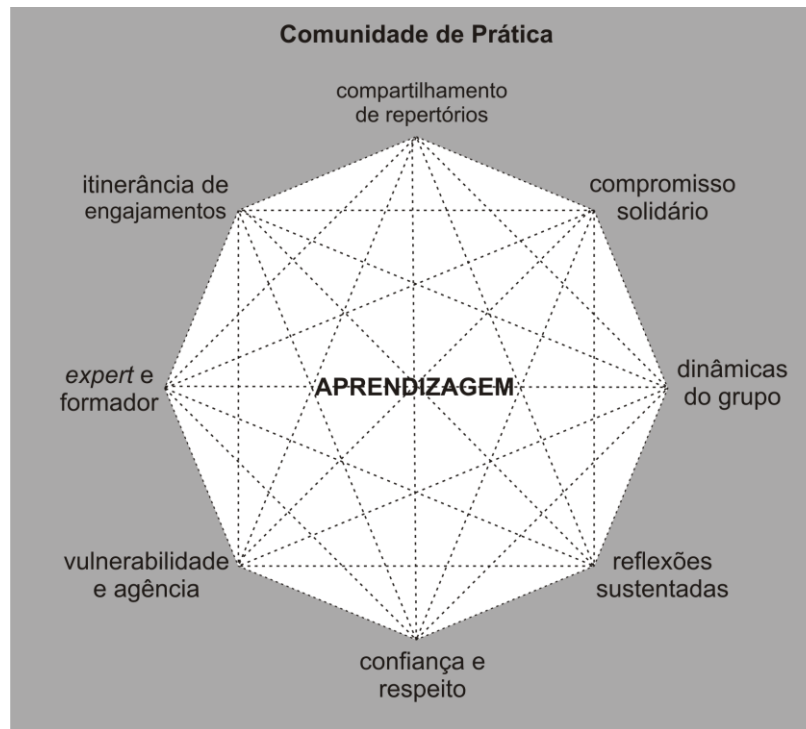 Comunidade de Prática
compartilhamento
de repertórios
itinerância de
engajamentos
compromisso
solidário
expert e
formador
APRENDIZAGEM
dinâmicas
do grupo
vulnerabilidade
e agência
reflexões
sustentadas
confiança e
respeito